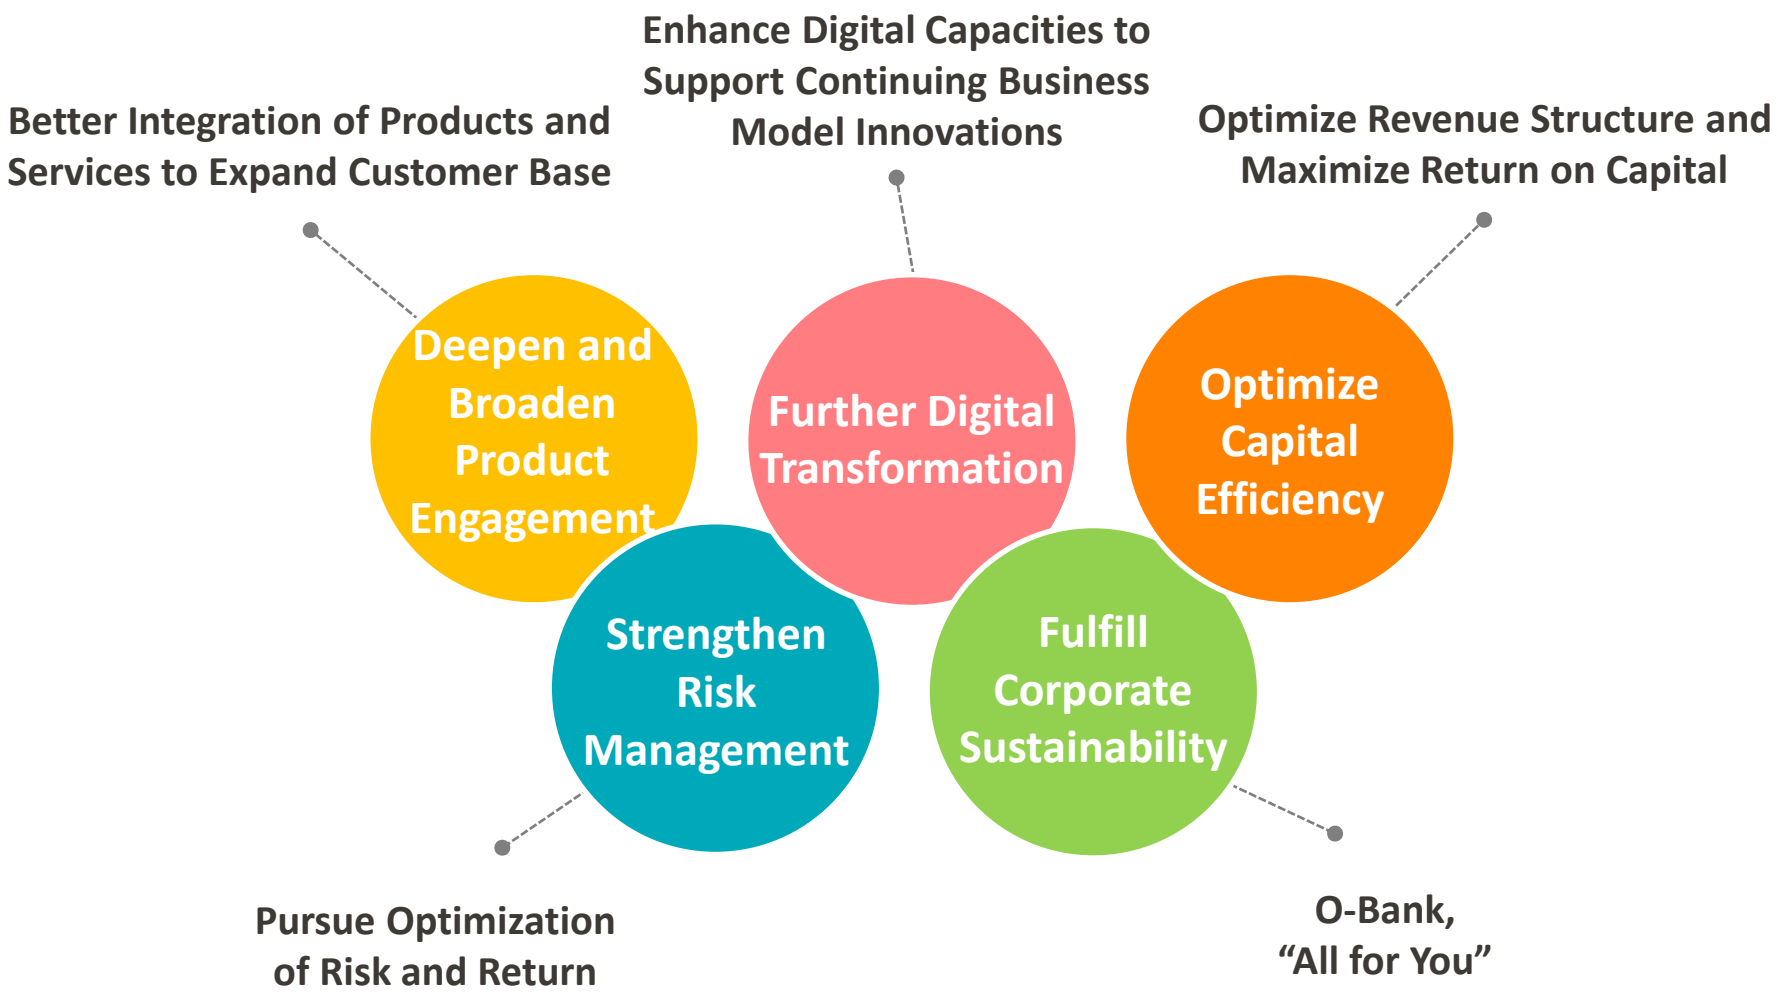 Enhance Digital Capacities to
Support Continuing Business
Model Innovations
Better Integration of Products and
Services to Expand Customer Base
Optimize Revenue Structure and
Maximize Return on Capital
Deepen and
Broaden
Product
Engagement
Further Digital
Transformation
Optimize
Capital
Efficiency
Strengthen
Risk
Management
Fulfill
Corporate
Sustainability
Pursue Optimization
of Risk and Return
O-Bank,
“All for You”